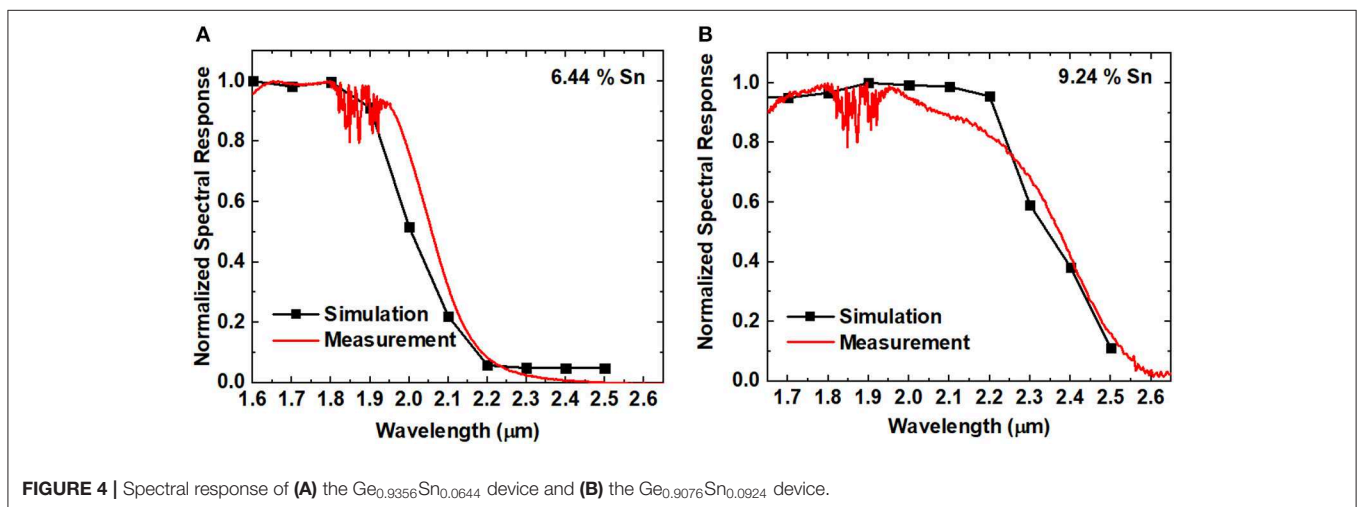 A
6.44 % Sn
Normalized Spectral Response
1.0
0.8
0.6
0.4
0.2
0.0
Simulation
Measurement
1.6 1.7 1.8 1.9 2.0 2.1 2.2 2.3 2.4 2.5 2.6
Wavelength (μm)
B
9.24 % Sn
Normalized Spectral Response
1.0
0.8
0.6
0.4
0.2
0.0
Simulation
Measurement
1.7 1.8 1.9 2.0 2.1 2.2 2.3 2.4 2.5 2.6
Wavelength (μm)
FIGURE 4 | Spectral response of (A) the Ge0.9356Sn0.0644 device and (B) the Ge0.9076Sn0.0924 device.